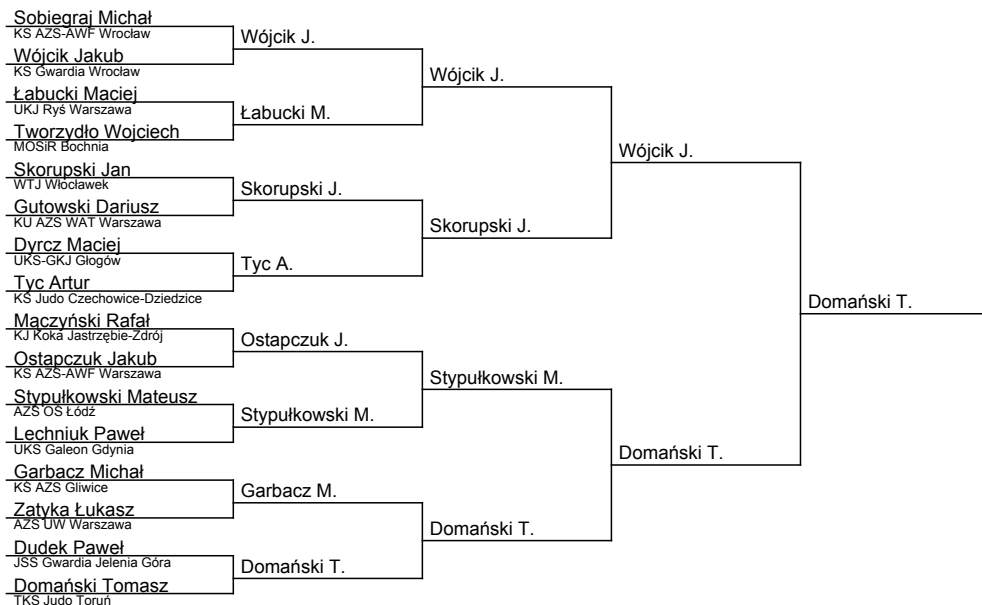 Sobiegraj Michał
KS AZS-AWF Wrocław
Wójcik J.
Wójcik Jakub
KS Gwardia Wrocław
Wójcik J.
Łabucki Maciej
UKJ Ryś Warszawa
Łabucki M.
Tworzydło Wojciech
MOSiR Bochnia
Wójcik J.
Skorupski Jan
WTJ Włocławek
Skorupski J.
Gutowski Dariusz
KU AZS WAT Warszawa
Skorupski J.
Dyrcz Maciej
UKS-GKJ Głogów
Tyc A.
Tyc Artur
KS Judo Czechowice-Dziedzice
Domański T.
Mączyński Rafał
KJ Koka Jastrzębie-Zdrój
Ostapczuk J.
Ostapczuk Jakub
KS AZS-AWF Warszawa
Stypułkowski M.
Stypułkowski Mateusz
AZS OŚ Łódź
Stypułkowski M.
Lechniuk Paweł
UKS Galeon Gdynia
Domański T.
Garbacz Michał
KS AZS Gliwice
Garbacz M.
Zatyka Łukasz
AZS UW Warszawa
Domański T.
Dudek Paweł
JSS Gwardia Jelenia Góra
Domański T.
Domański Tomasz
TKS Judo Toruń